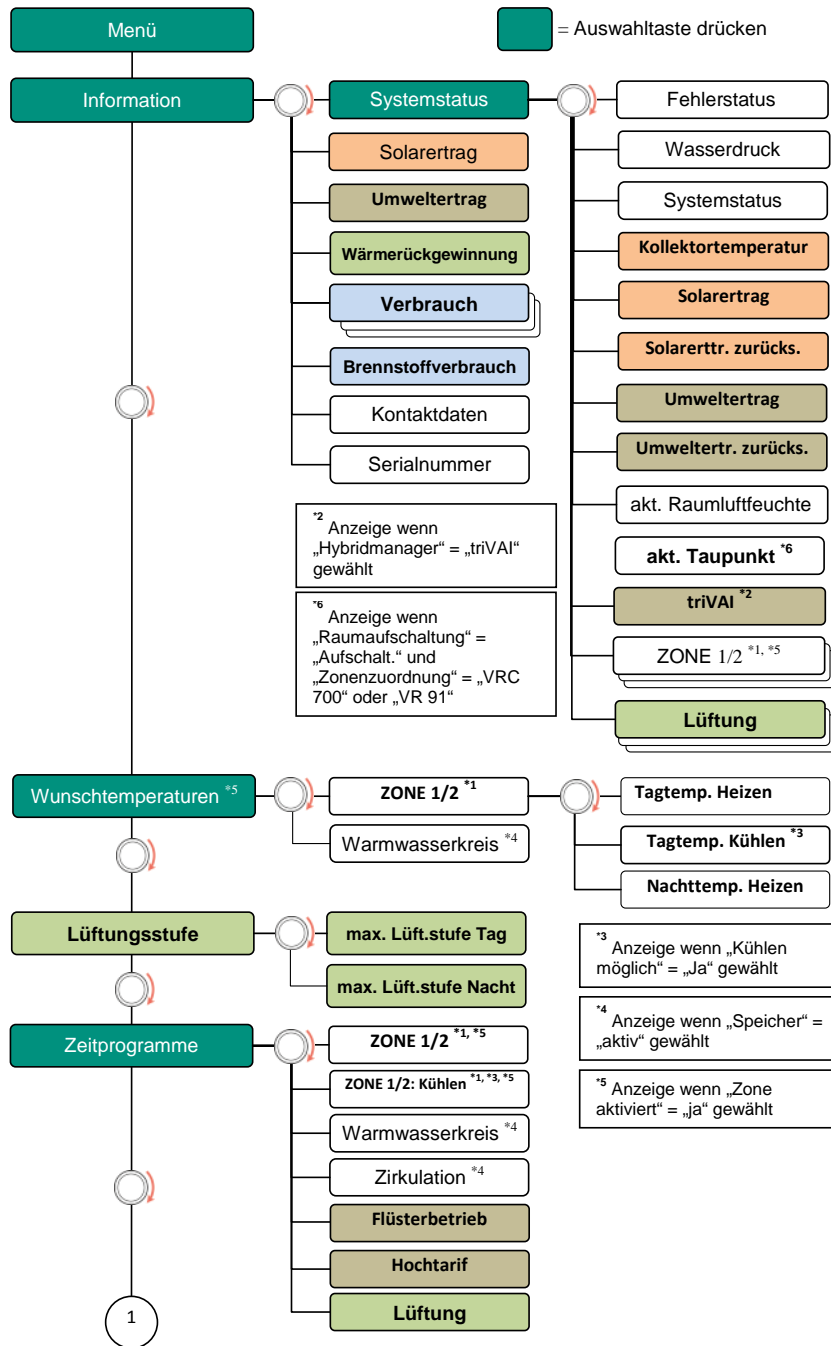 Menü
= Auswahltaste drücken
Information
Systemstatus
Solarertrag
Umweltertrag
Wärmerückgewinnung
Verbrauch
Brennstoffverbrauch
Kontaktdaten
Serialnummer
Fehlerstatus
Wasserdruck
Systemstatus
Kollektortemperatur
Solarertrag
Solarerttr. zurücks.
Umweltertrag
Umweltertr. zurücks.
akt. Raumluftfeuchte
akt. Taupunkt *6
triVAI *2
ZONE 1/2 *1, *5
Lüftung
*2 Anzeige wenn
„Hybridmanager“ = „triVAI“
gewählt
*6 Anzeige wenn
„Raumaufschaltung“ =
„Aufschalt.“ und
„Zonenzuordnung“ = „VRC
700“ oder „VR 91“
Wunschtemperaturen *5
ZONE 1/2 *1
Warmwasserkreis *4
Tagtemp. Heizen
Tagtemp. Kühlen *3
Nachttemp. Heizen
Lüftungsstufe
max. Lüft.stufe Tag
max. Lüft.stufe Nacht
*3 Anzeige wenn „Kühlen
möglich“ = „Ja“ gewählt
*4 Anzeige wenn „Speicher“ =
„aktiv“ gewählt
*5 Anzeige wenn „Zone
aktiviert“ = „ja“ gewählt
Zeitprogramme
ZONE 1/2 *1, *5
ZONE 1/2: Kühlen *1, *3, *5
Warmwasserkreis *4
Zirkulation *4
Flüsterbetrieb
Hochtarif
Lüftung
1